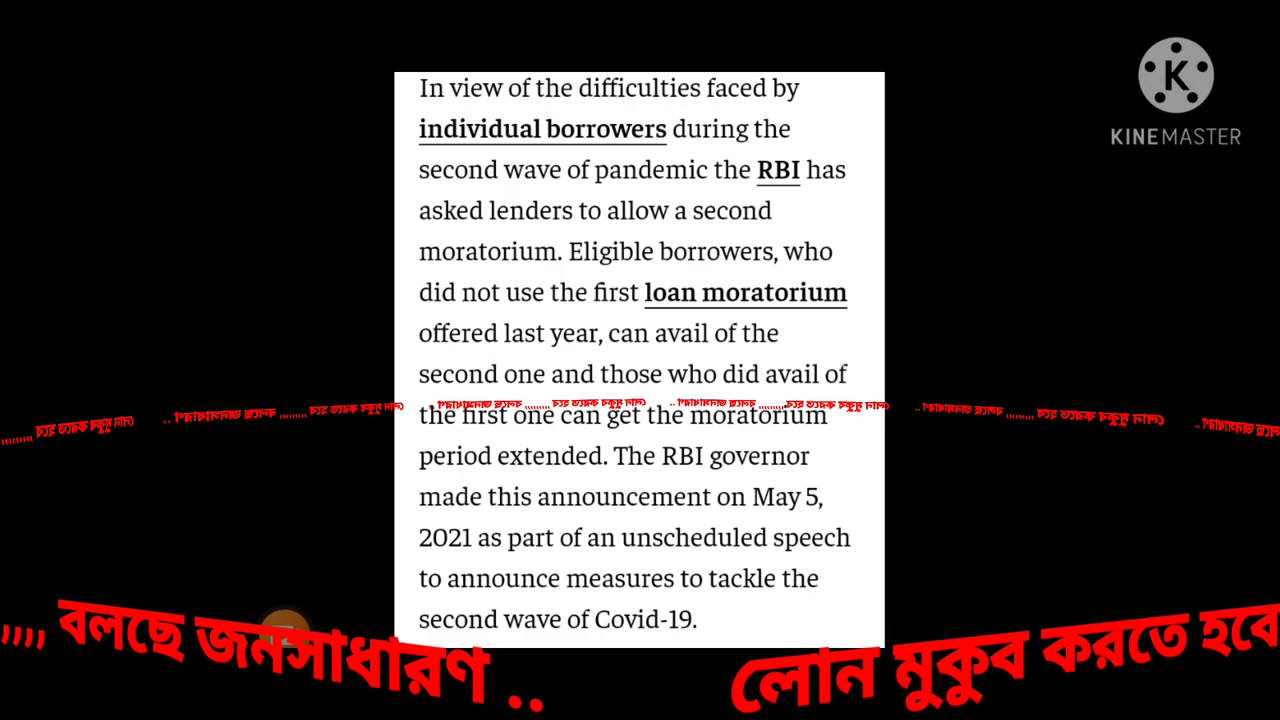 KINEMASTER
In view of the difficulties faced by
individual borrowers during the
second wave of pandemic the RBI has
asked lenders to allow a second
moratorium. Eligible borrowers, who
did not use the first loan moratorium
offered last year, can avail of the
second one and those who did avail of
the first one can get the moratorium
period extended. The RBI governor
made this announcement on May 5,
2021 as part of an unscheduled speech
to announce measures to tackle the
second wave of Covid-19.
,,,, বলছে জনসাধারণ .. লোন মুকুব করতে হবে